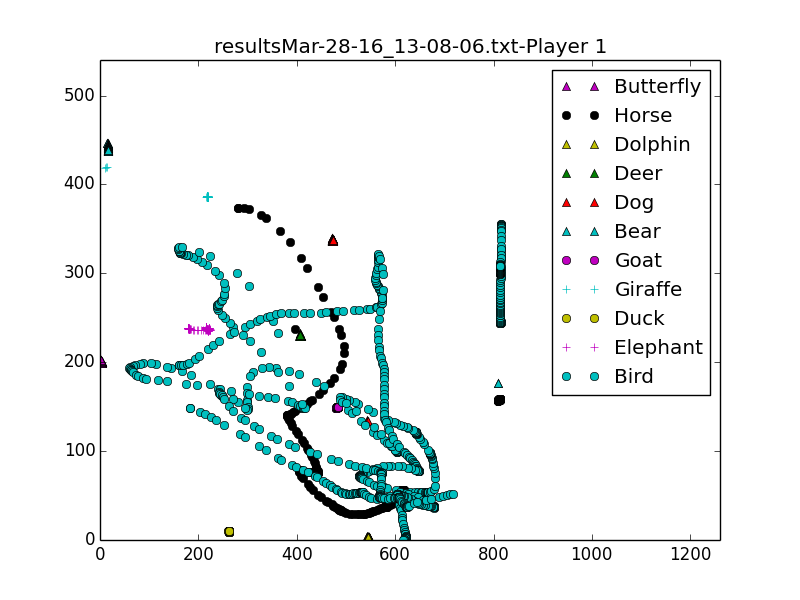 resultsMar-28-16_13-08-06.txt-Player 1
500
400
300
200
100
0
0 200 400 600 800 1000 1200
Butterfly
Horse
Dolphin
Deer
Dog
Bear
Goat
Giraffe
Duck
Elephant
Bird